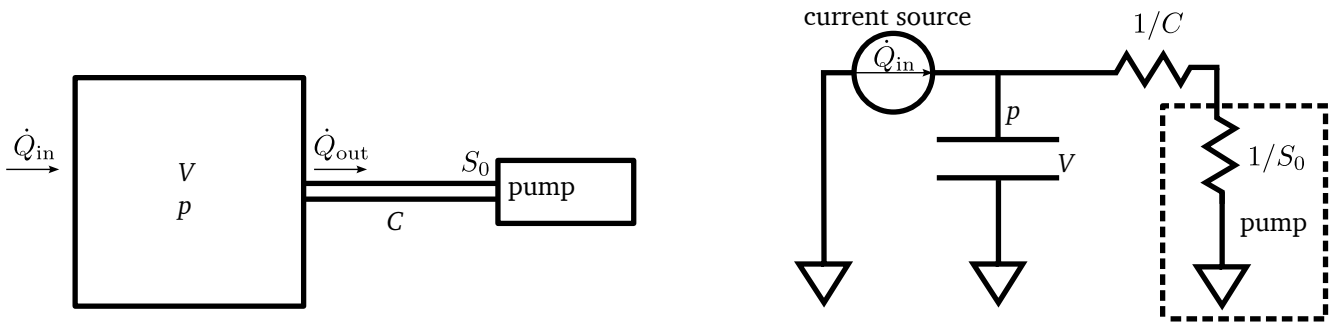 current source
1/C
Q̇in
Q̇in
Q̇out
S0
V
p
pump
C
p
V
1/S0
pump